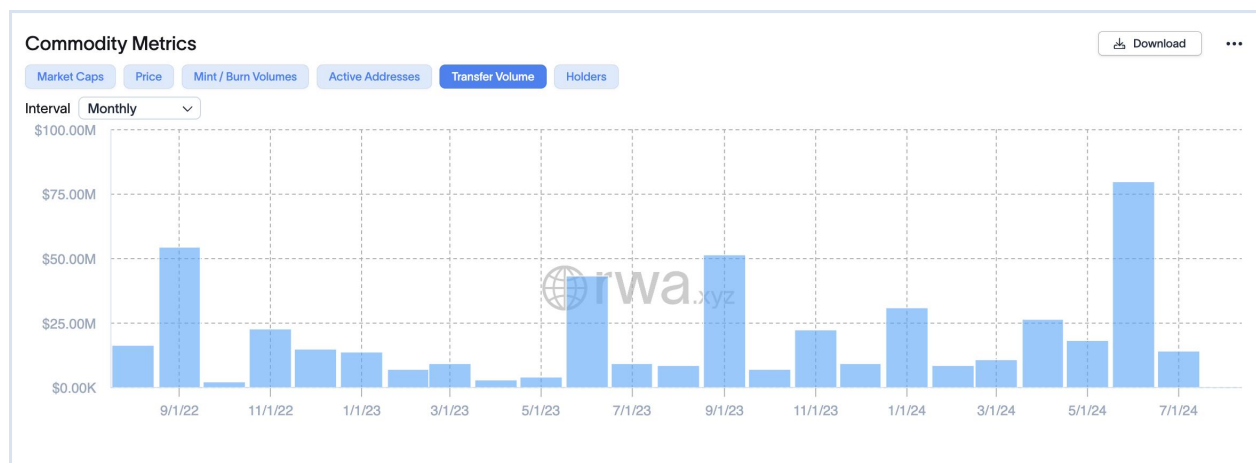 Commodity Metrics
Download
Market Caps Price Mint / Burn Volumes Active Addresses Transfer Volume Holders
Interval Monthly
$100.00M
$75.00M
$50.00M
$25.00M
$0.00K
rwa.xyz
9/1/22 11/1/22 1/1/23 3/1/23 5/1/23 7/1/23 9/1/23 11/1/23 1/1/24 3/1/24 5/1/24 7/1/24